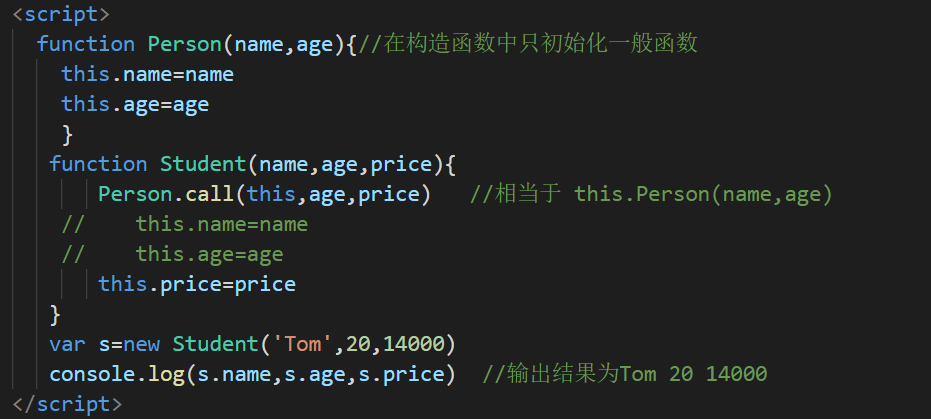 <script>
function Person(name,age){//在构造函数中只初始化一般函数
this.name=name
this.age=age
}
function Student(name,age,price){
Person.call(this,age,price)   //相当于 this.Person(name,age)
//    this.name=name
//    this.age=age
this.price=price
}
var s=new Student('Tom',20,14000)
console.log(s.name,s.age,s.price)  //输出结果为Tom 20 14000
</script>